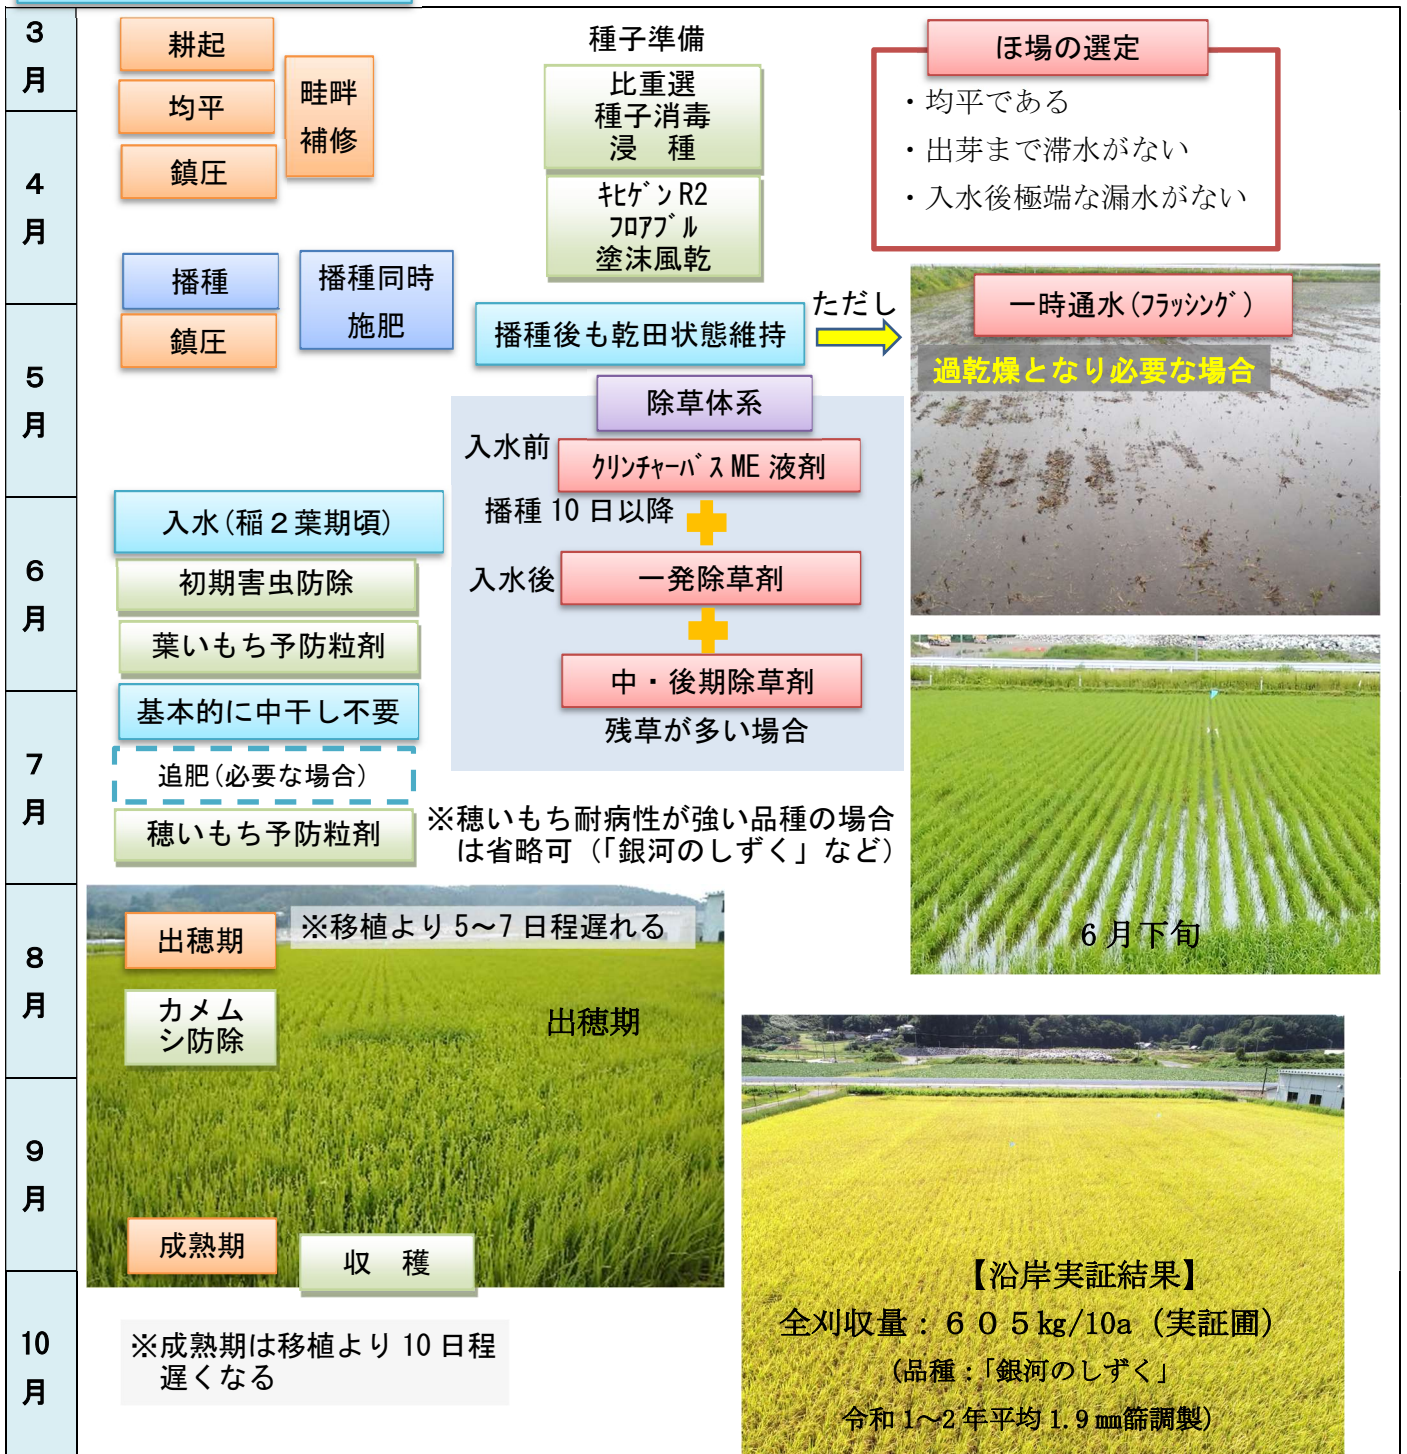 3
月
4
月
5
月
6
月
7
月
8
月
9
月
10
月
耕起
均平
鎮圧
畦畔
補修
種子準備
比重選
種子消毒
浸　種
ｷﾋｹﾞﾝ R2
ﾌﾛｱﾌﾞﾙ
塗沫風乾
ほ場の選定
・均平である
・出芽まで滞水がない
・入水後極端な漏水がない
播種
鎮圧
播種同時
施肥
播種後も乾田状態維持
ただし
一時通水(ﾌﾗｯｼﾝｸﾞ)
過乾燥となり必要な場合
除草体系
入水前
ｸﾘﾝﾁｬｰﾊﾞｽ ME 液剤
播種 10 日以降
入水後
一発除草剤
中・後期除草剤
残草が多い場合
入水(稲２葉期頃)
初期害虫防除
葉いもち予防粒剤
基本的に中干し不要
追肥(必要な場合)
穂いもち予防粒剤
※穂いもち耐病性が強い品種の場合
は省略可（「銀河のしずく」など）
6 月下旬
出穂期
※移植より 5～7 日程遅れる
カメム
シ防除
出穂期
成熟期
収　穫
※成熟期は移植より 10 日程
遅くなる
【沿岸実証結果】
全刈収量：６０５㎏/10a（実証圃）
(品種：「銀河のしずく」
令和 1～2 年平均 1.9 ㎜篩調製)